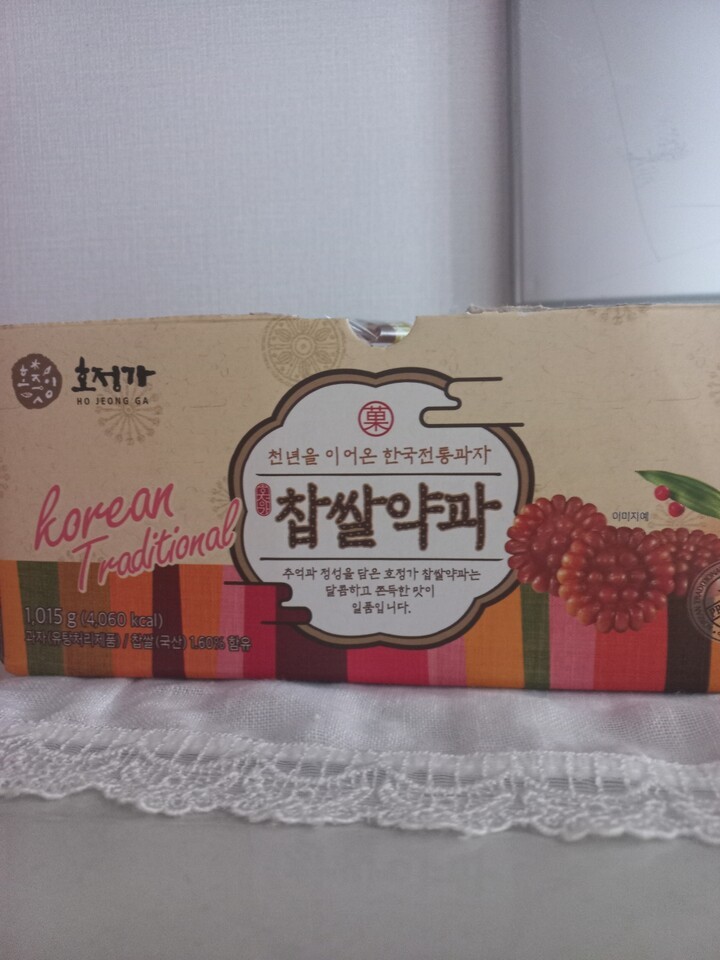 호정가
HO JEONG GA
菓
천년을 이어온 한국전통과자
호정가
찹쌀약과
korean
Traditional
추억과 정성을 담은 호정가 찹쌀약과는
달콤하고 쫀득한 맛이
일품입니다.
이미지예
1,015 g (4,060 kcal)
과자(유탕처리제품) / 찹쌀(국산) 1.60% 함유